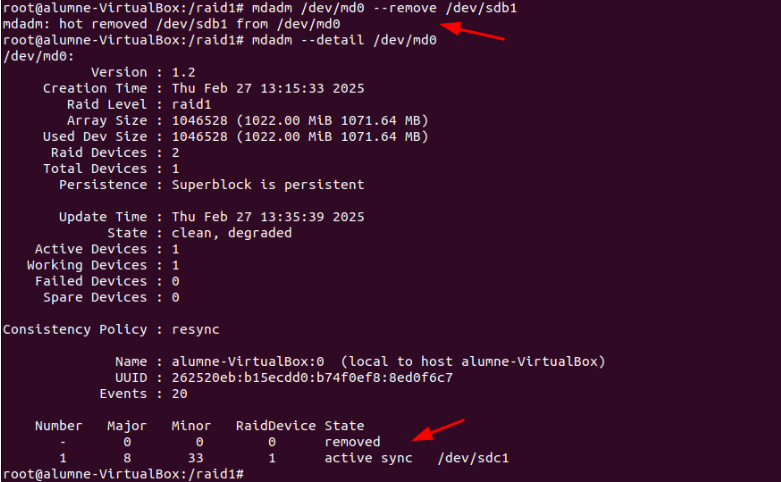 root@alumne-VirtualBox:/raid1# mdadm /dev/md0 --remove /dev/sdb1
mdadm: hot removed /dev/sdb1 from /dev/md0
root@alumne-VirtualBox:/raid1# mdadm --detail /dev/md0
/dev/md0:
Version : 1.2
Creation Time : Thu Feb 27 13:15:33 2025
Raid Level : raid1
Array Size : 1046528 (1022.00 MiB 1071.64 MB)
Used Dev Size : 1046528 (1022.00 MiB 1071.64 MB)
Raid Devices : 2
Total Devices : 1
Persistence : Superblock is persistent
Update Time : Thu Feb 27 13:35:39 2025
State : clean, degraded
Active Devices : 1
Working Devices : 1
Failed Devices : 0
Spare Devices : 0
Consistency Policy : resync
Name : alumne-VirtualBox:0  (local to host alumne-VirtualBox)
UUID : 262520eb:b15ecdd0:b74f0ef8:8ed0f6c7
Events : 20
Number   Major   Minor   RaidDevice State
-       0        0        0      removed
1       8       33        1      active sync   /dev/sdc1
root@alumne-VirtualBox:/raid1#